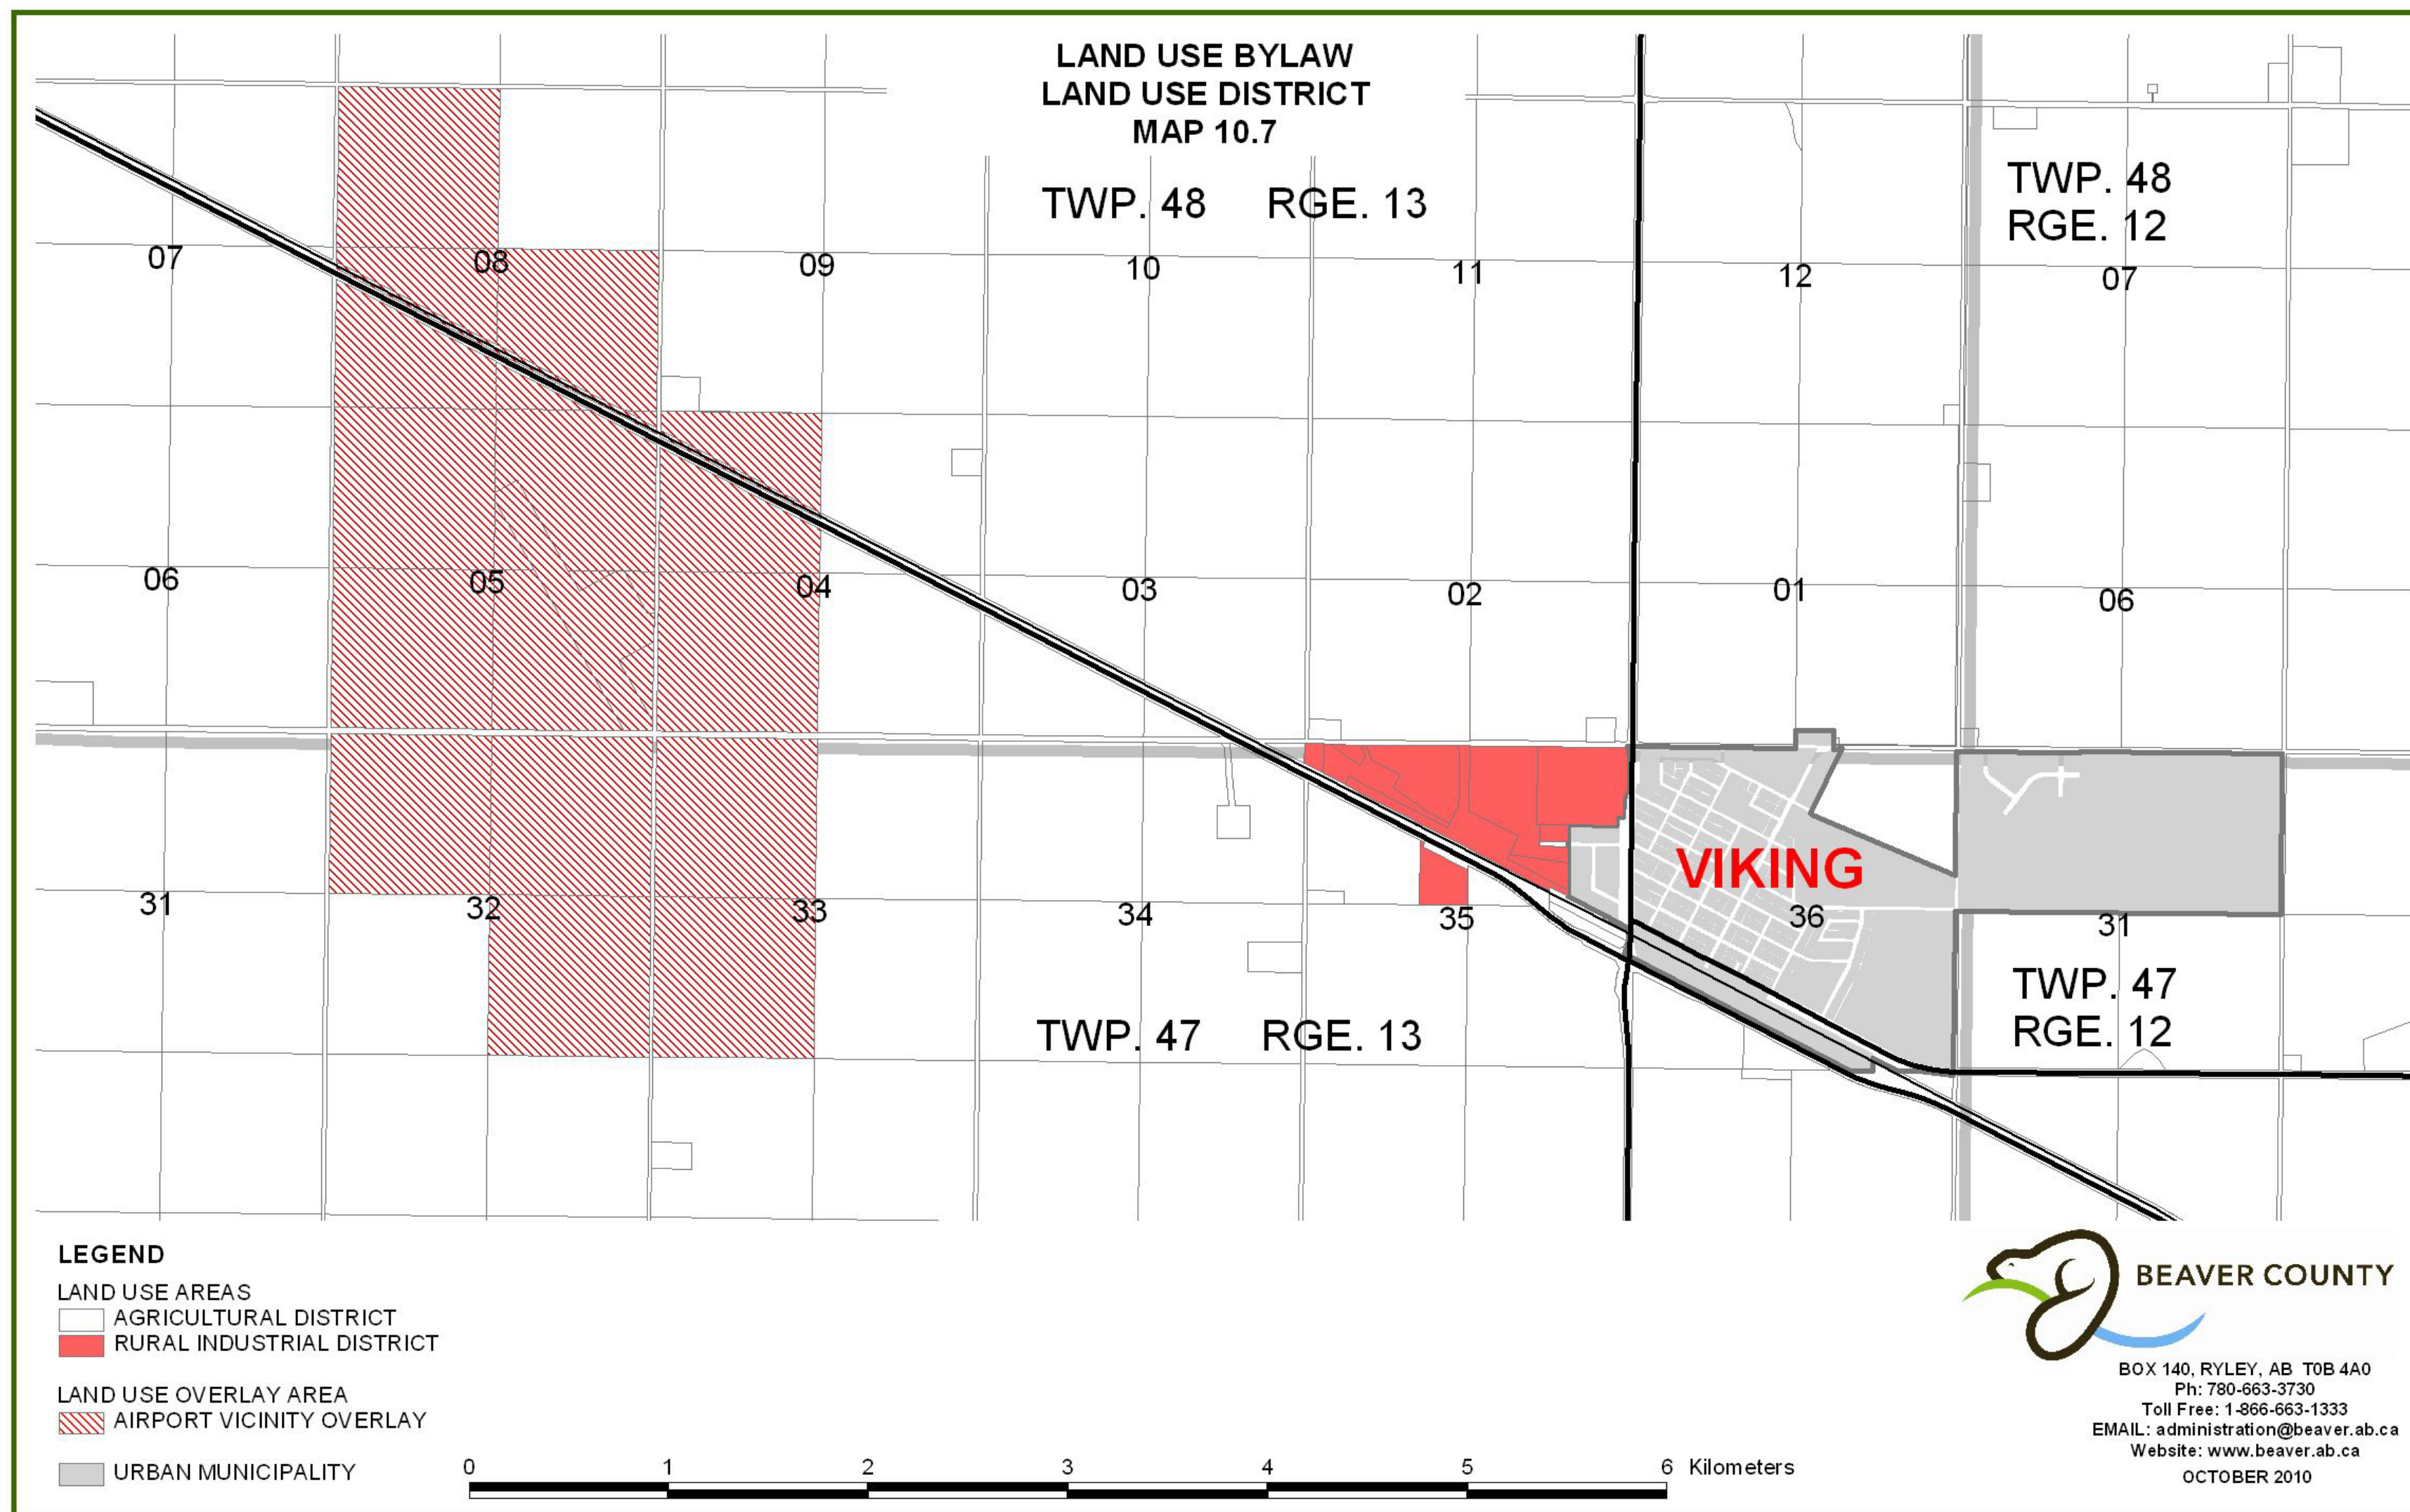 LAND USE BYLAW
LAND USE DISTRICT
MAP 10.7
TWP. 48 RGE. 13
TWP. 48
RGE. 12
07 08 09 10 11 12 07
06 05 04 03 02 01 06
VIKING
31 32 33 34 35 36 31
TWP. 47 RGE. 13
TWP. 47
RGE. 12
LEGEND
LAND USE AREAS
AGRICULTURAL DISTRICT
RURAL INDUSTRIAL DISTRICT
LAND USE OVERLAY AREA
AIRPORT VICINITY OVERLAY
URBAN MUNICIPALITY
0 1 2 3 4 5 6 Kilometers
BEAVER COUNTY
BOX 140, RYLEY, AB T0B 4A0
Ph: 780-663-3730
Toll Free: 1-866-663-1333
EMAIL: administration@beaver.ab.ca
Website: www.beaver.ab.ca
OCTOBER 2010